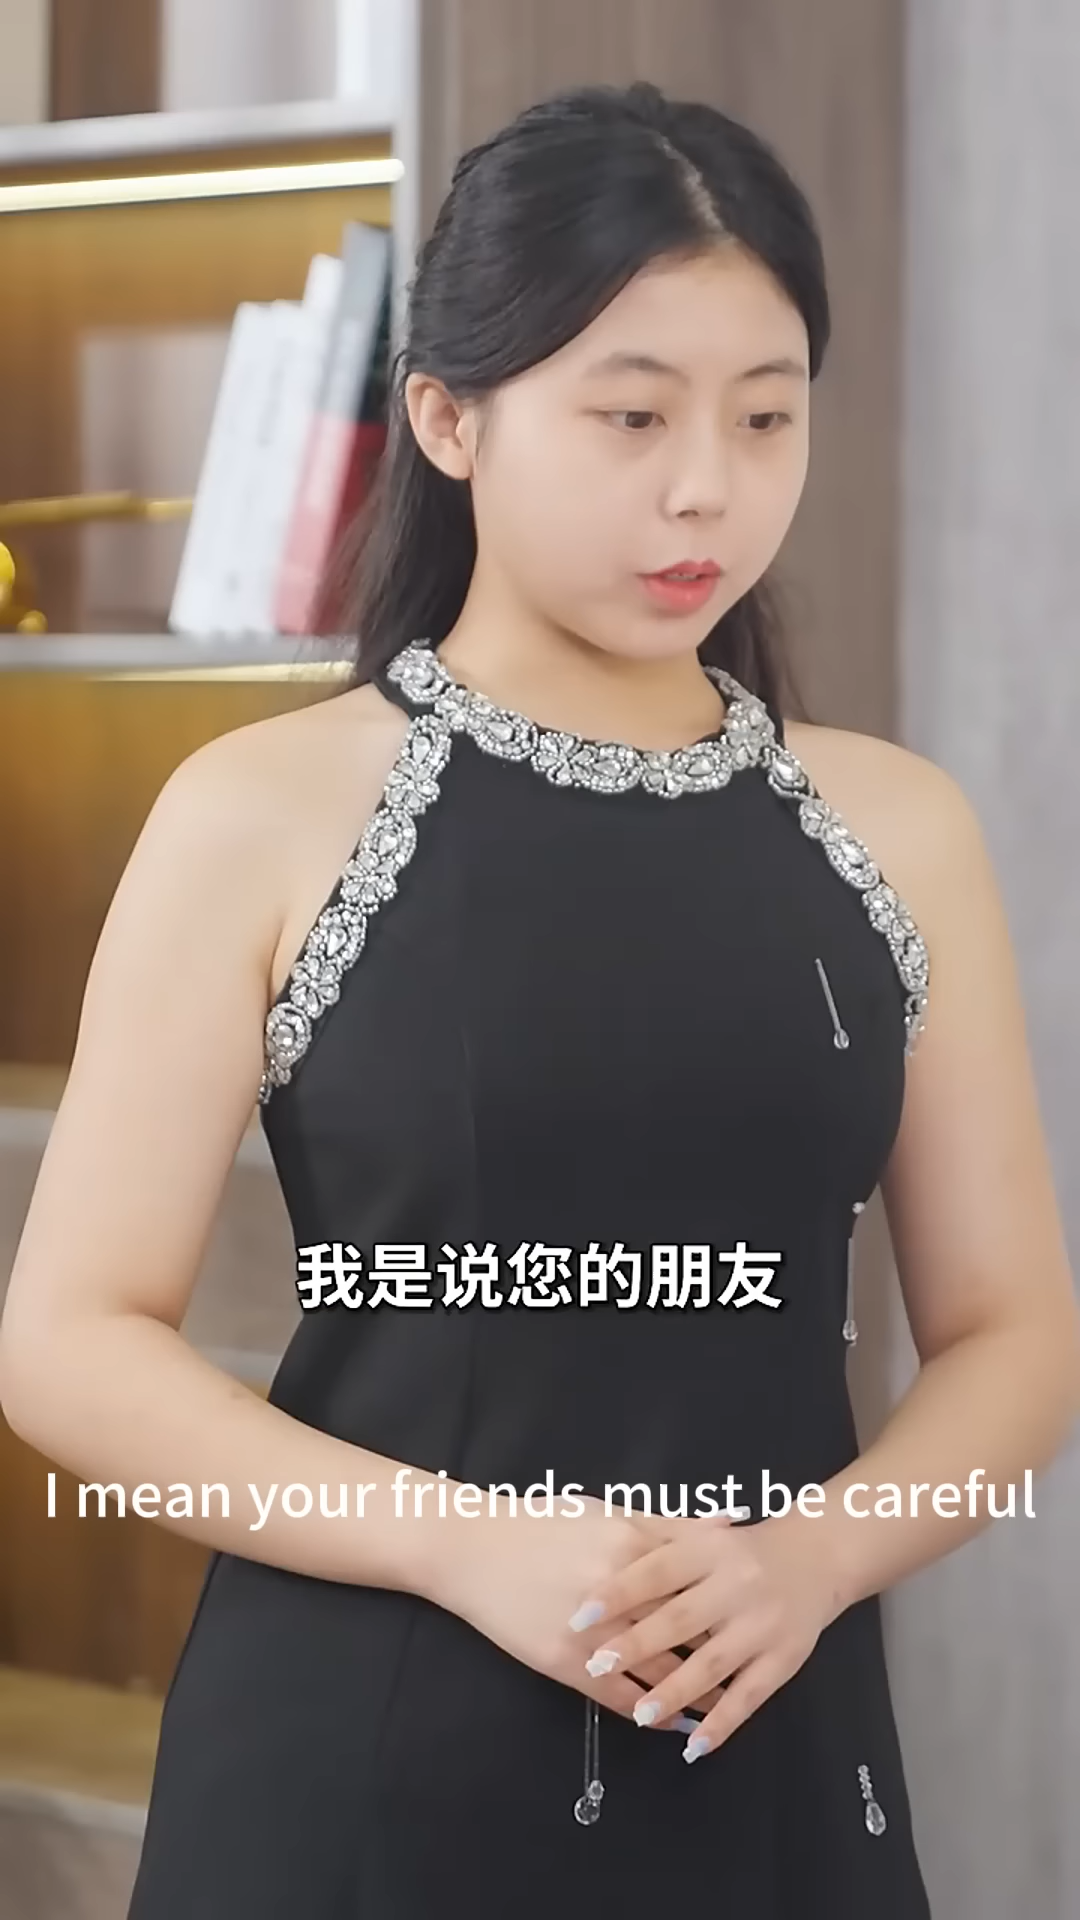 我是说您的朋友
I mean your friends must be careful